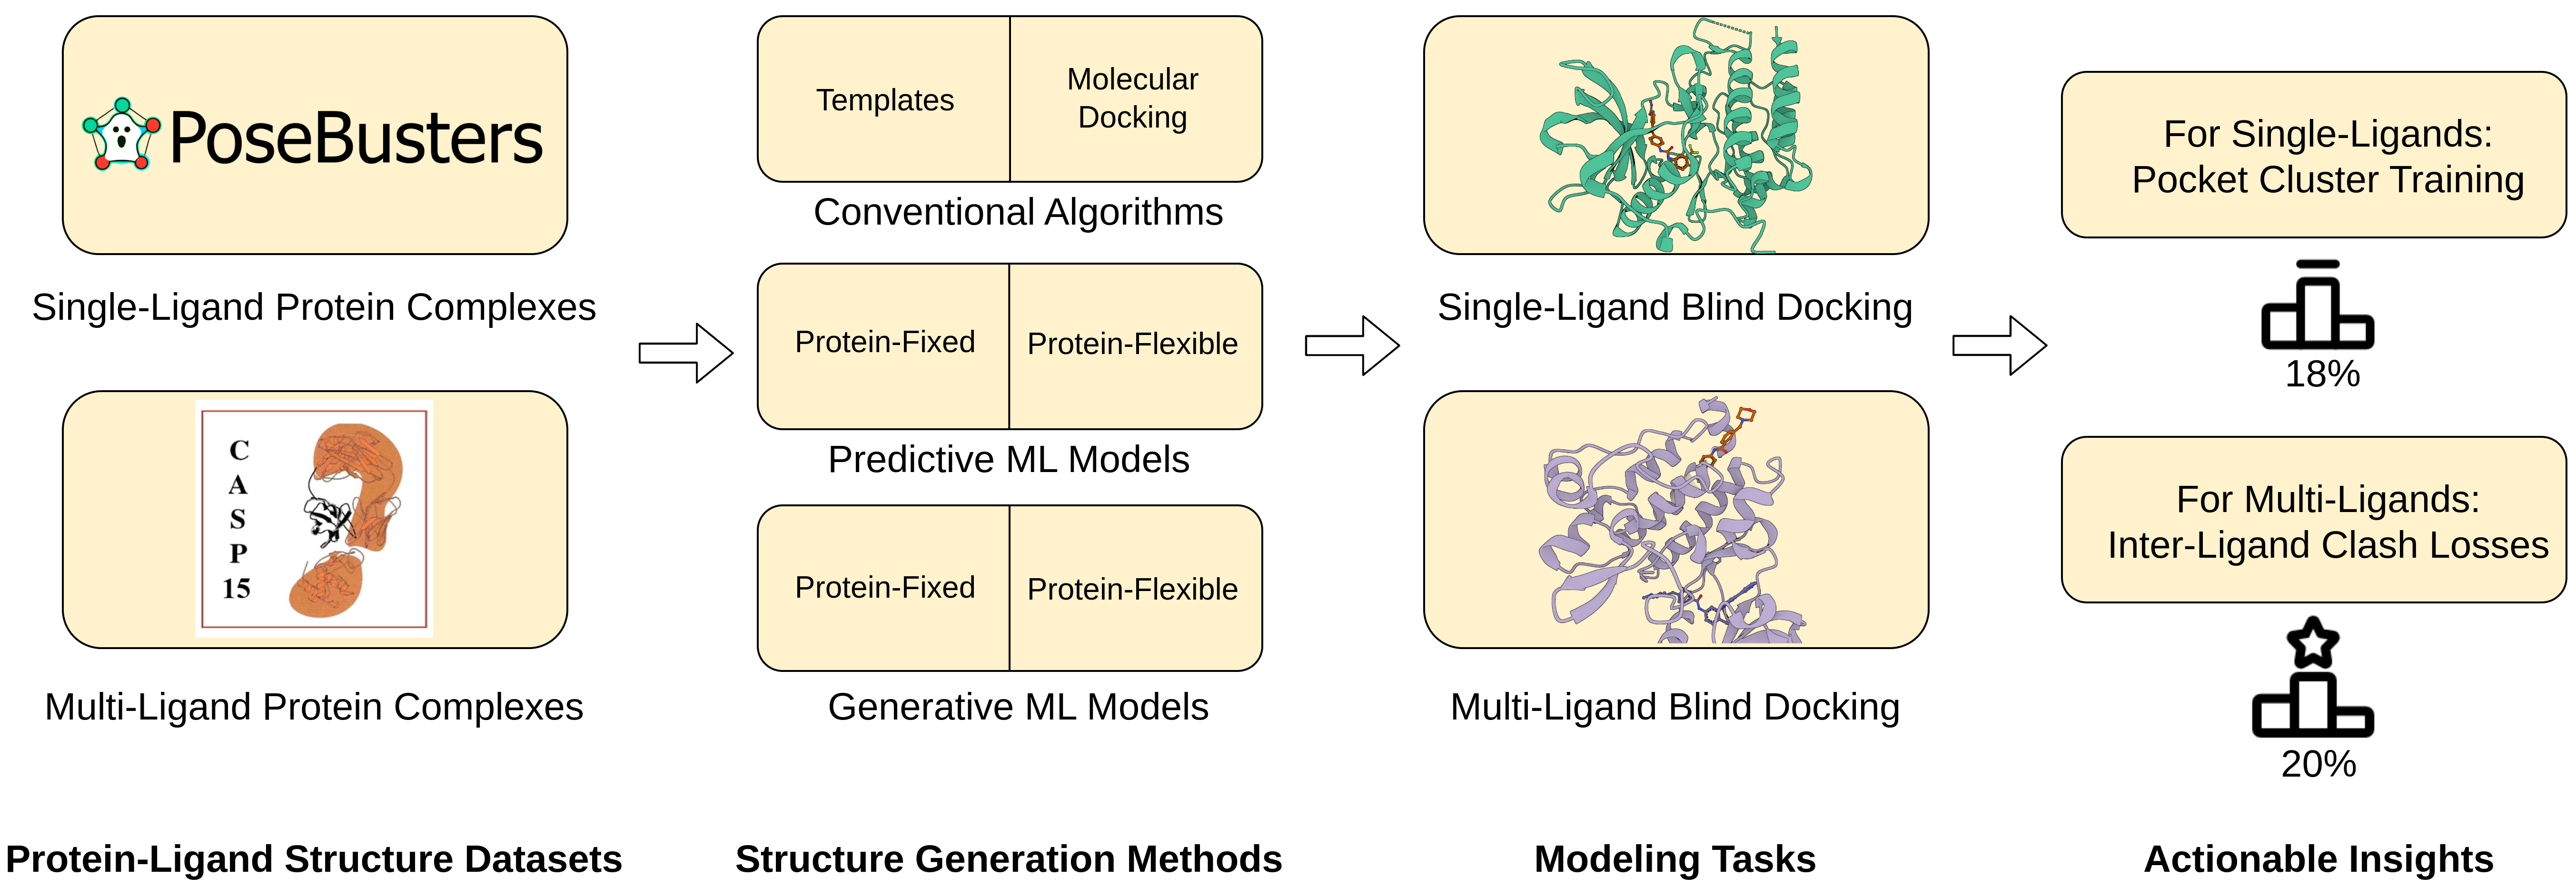 PoseBusters
Single-Ligand Protein Complexes
C
A
S
P
15
Multi-Ligand Protein Complexes
Protein-Ligand Structure Datasets
Templates
Molecular
Docking
Conventional Algorithms
Protein-Fixed
Protein-Flexible
Predictive ML Models
Protein-Fixed
Protein-Flexible
Generative ML Models
Structure Generation Methods
Single-Ligand Blind Docking
Multi-Ligand Blind Docking
Modeling Tasks
For Single-Ligands:
Pocket Cluster Training
18%
For Multi-Ligands:
Inter-Ligand Clash Losses
20%
Actionable Insights